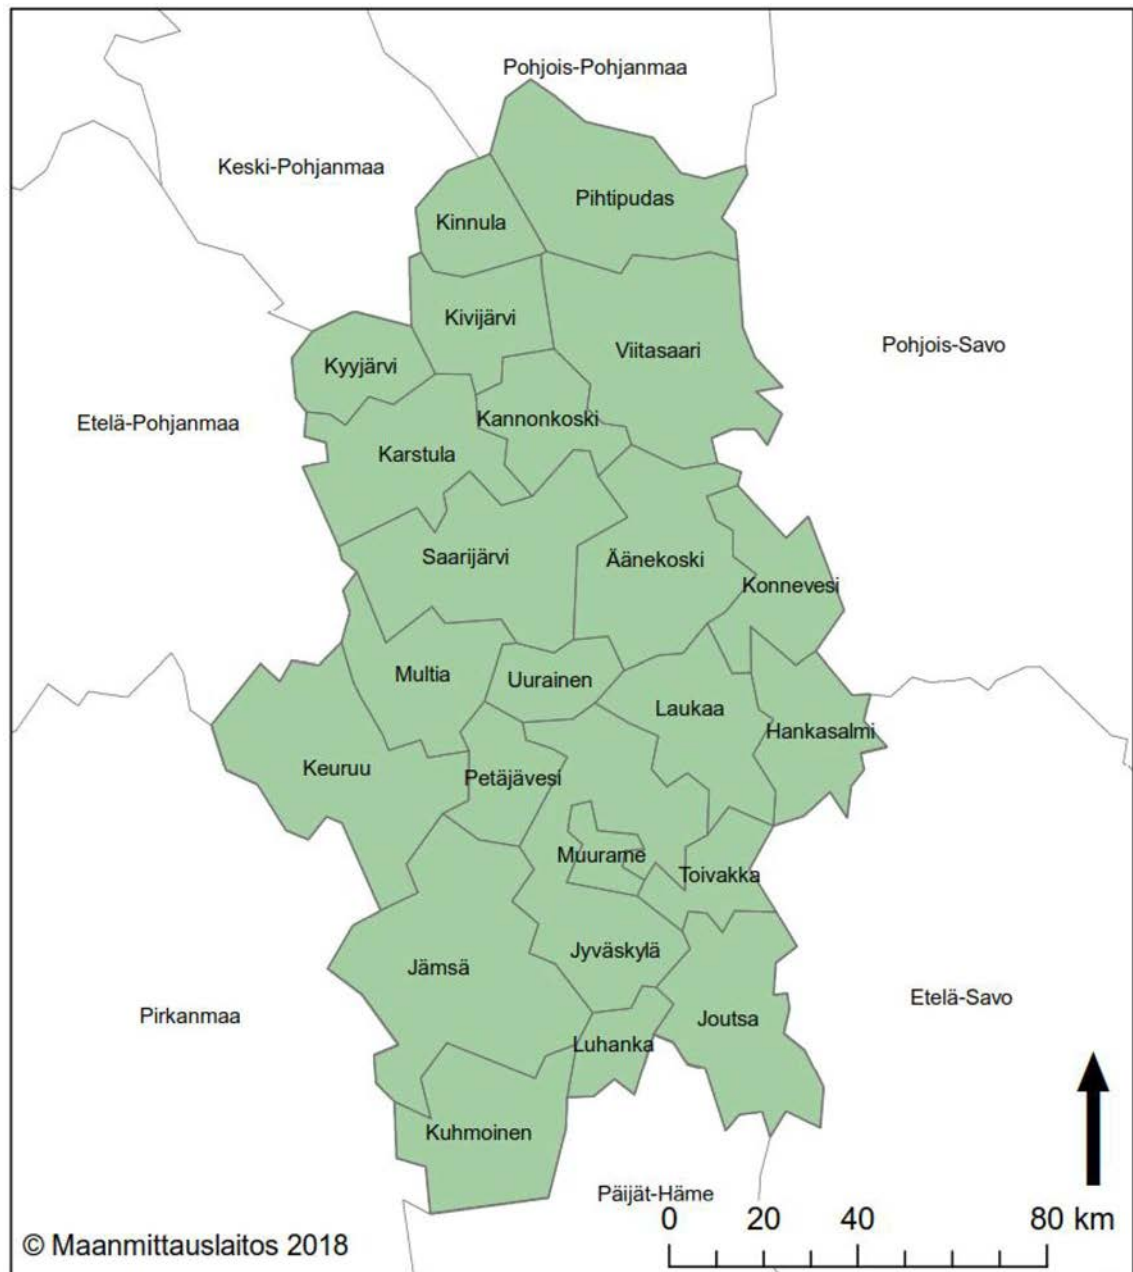 Pohjois-Pohjanmaa
Keski-Pohjanmaa
Pihtipudas
Kinnula
Kivijärvi
Pohjois-Savo
Viitasaari
Kyyjärvi
Etelä-Pohjanmaa
Kannonkoski
Karstula
Saarijärvi
Äänekoski
Konnevesi
Multia
Uurainen
Laukaa
Hankasalmi
Keuruu
Petäjävesi
Muurame
Toivakka
Jyväskylä
Jämsä
Etelä-Savo
Pirkanmaa
Joutsa
Luhanka
Kuhmoinen
Päijät-Häme
0 20 40 80 km
© Maanmittauslaitos 2018